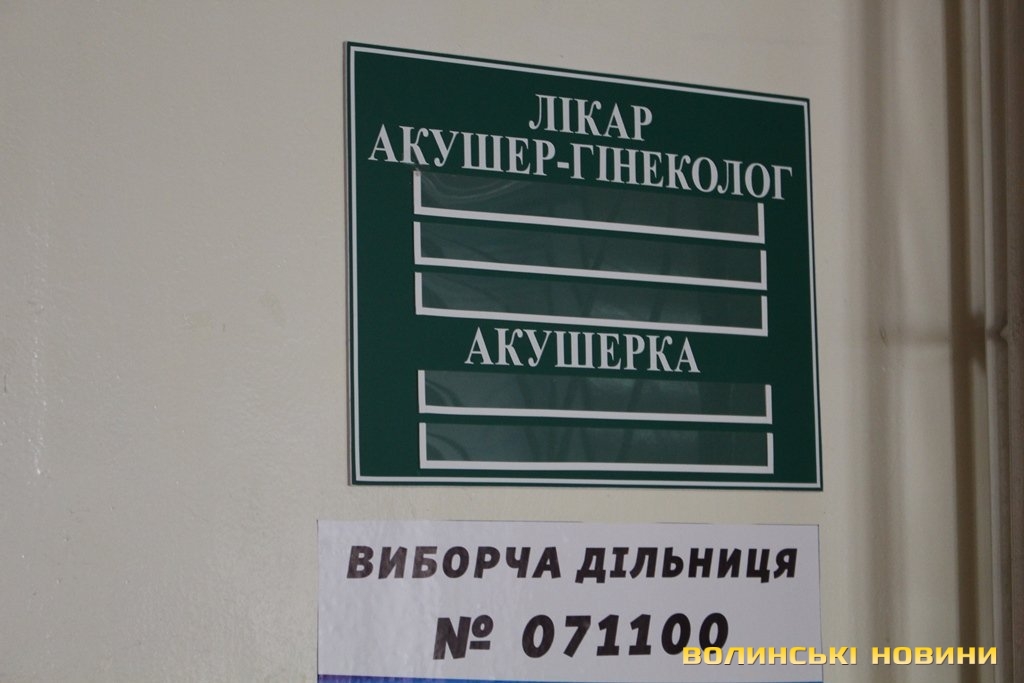 ЛІКАР
АКУШЕР-ГІНЕКОЛОГ
АКУШЕРКА
ВИБОРЧА ДІЛЬНИЦЯ
№ 071100
ВОЛИНСЬКІ НОВИНИ